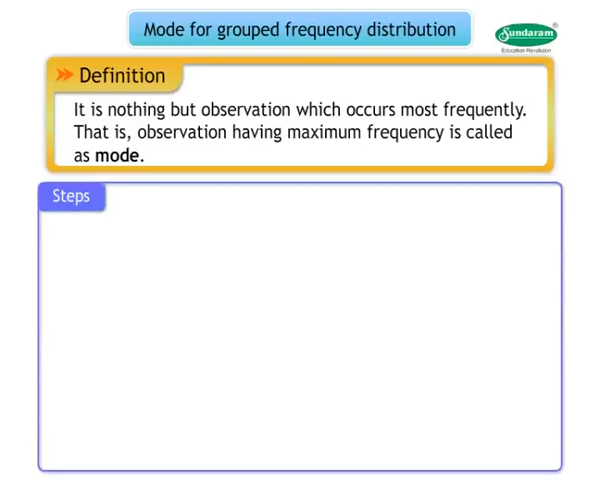 Mode for grouped frequency distribution
Sundaram
®
Education Revolution
Definition
It is nothing but observation which occurs most frequently.
That is, observation having maximum frequency is called
as mode.
Steps